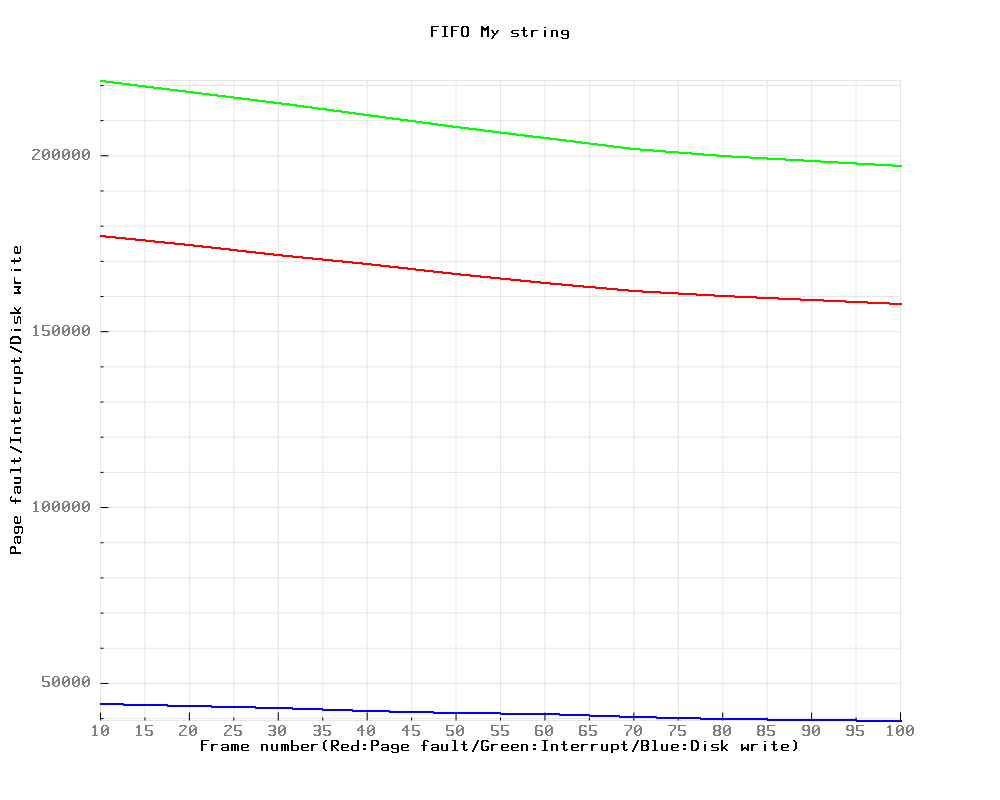 FIFO My string
Page fault/Interrupt/Disk write
200000
150000
100000
50000
10 15 20 25 30 35 40 45 50 55 60 65 70 75 80 85 90 95 100
Frame number(Red:Page fault/Green:Interrupt/Blue:Disk write)